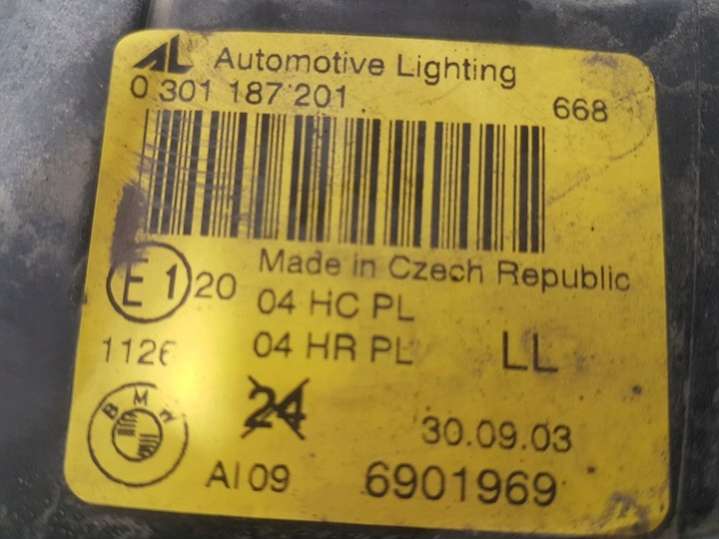 AL Automotive Lighting
0 301 187 201
668
Made in Czech Republic
E1 20
04 HC PL
1126 04 HR PL LL
24
BMW
30.09.03
AI 09 6901969